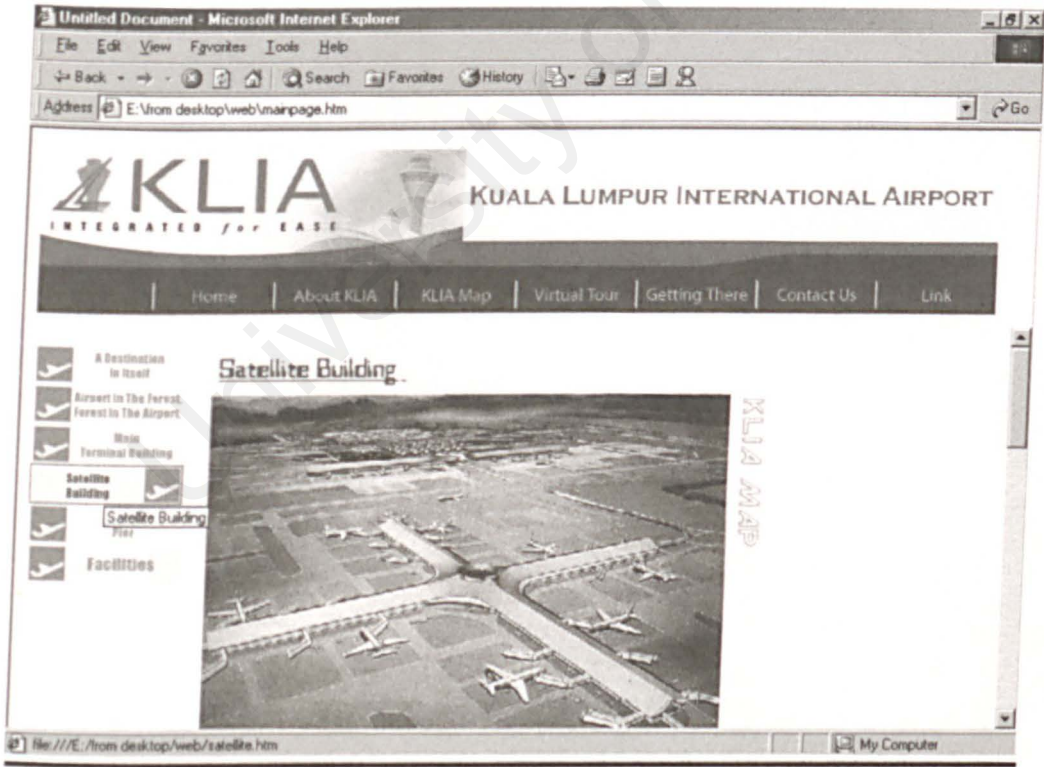 Untitled Document - Microsoft Internet Explorer
File Edit View Favorites Tools Help
Back Search Favorites History
Address E:\from desktop\web\mainpage.htm Go
KLIA
INTEGRATED for EASE
KUALA LUMPUR INTERNATIONAL AIRPORT
Home About KLIA KLIA Map Virtual Tour Getting There Contact Us Link
A Destination
In Itself
Airport In The Forest,
Forest In The Airport
Main
Terminal Building
Satellite
Building
Satellite Building
Pier
Facilities
Satellite Building
KLIA MAP
file:///E:/from desktop/web/satellite.htm My Computer
University o